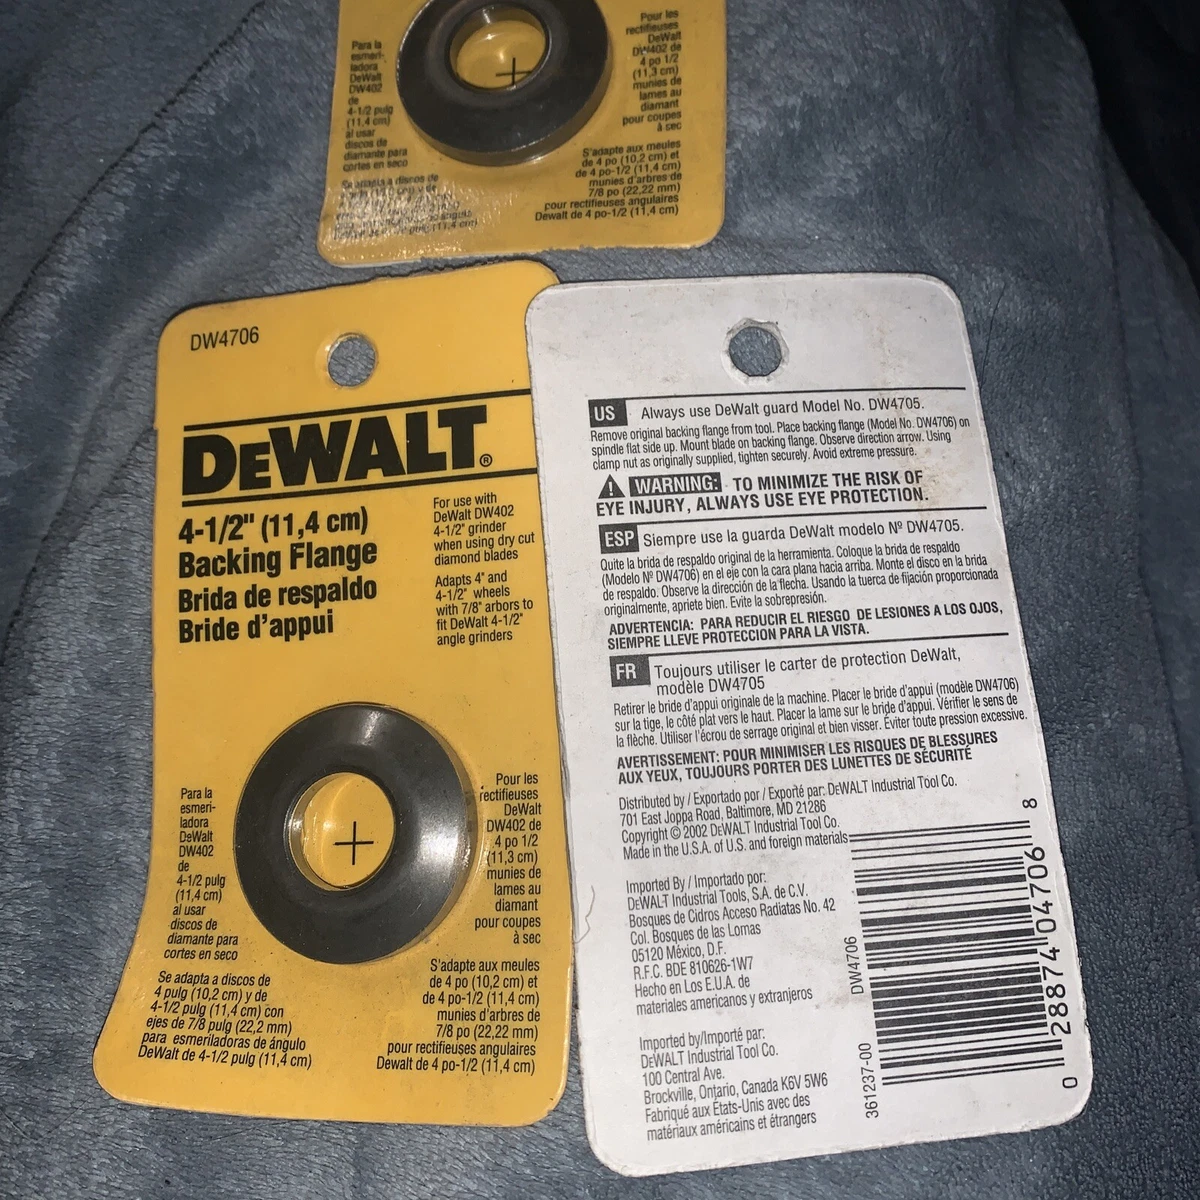 Para la
esmeri-
ladora
DeWalt
DW402
de
4-1/2 pulg
(11,4 cm)
al usar
discos de
diamante para
cortes en seco
Se adapta a discos de
Pour les
rectifieuses
DeWalt
DW402 de
4 po 1/2
(11,3 cm)
munies de
lames au
diamant
pour coupes
à sec
S'adapte aux meules
de 4 po (10,2 cm) et
de 4 po-1/2 (11,4 cm)
munies d'arbres de
7/8 po (22,22 mm)
pour rectifieuses angulaires
Dewalt de 4 po-1/2 (11,4 cm)
DW4706
DEWALT®
4-1/2" (11,4 cm)
Backing Flange
Brida de respaldo
Bride d'appui
For use with
DeWalt DW402
4-1/2" grinder
when using dry cut
diamond blades
Adapts 4" and
4-1/2" wheels
with 7/8" arbors to
fit DeWalt 4-1/2"
angle grinders
Para la
esmeri-
ladora
DeWalt
DW402
de
4-1/2 pulg
(11,4 cm)
al usar
discos de
diamante para
cortes en seco
Se adapta a discos de
4 pulg (10,2 cm) y de
4-1/2 pulg (11,4 cm) con
ejes de 7/8 pulg (22,2 mm)
para esmeriladoras de ángulo
DeWalt de 4-1/2 pulg (11,4 cm)
Pour les
rectifieuses
DeWalt
DW402 de
4 po 1/2
(11,3 cm)
munies de
lames au
diamant
pour coupes
à sec
S'adapte aux meules
de 4 po (10,2 cm) et
de 4 po-1/2 (11,4 cm)
munies d'arbres de
7/8 po (22,22 mm)
pour rectifieuses angulaires
Dewalt de 4 po-1/2 (11,4 cm)
US Always use DeWalt guard Model No. DW4705.
Remove original backing flange from tool. Place backing flange (Model No. DW4706) on
spindle flat side up. Mount blade on backing flange. Observe direction arrow. Using
clamp nut as originally supplied, tighten securely. Avoid extreme pressure.
WARNING: TO MINIMIZE THE RISK OF
EYE INJURY, ALWAYS USE EYE PROTECTION.
ESP Siempre use la guarda DeWalt modelo Nº DW4705.
Quite la brida de respaldo original de la herramienta. Coloque la brida de respaldo
(Modelo Nº DW4706) en el eje con la cara plana hacia arriba. Monte el disco en la brida
de respaldo. Observe la dirección de la flecha. Usando la tuerca de fijación proporcionada
originalmente, apriete bien. Evite la sobrepresión.
ADVERTENCIA: PARA REDUCIR EL RIESGO DE LESIONES A LOS OJOS,
SIEMPRE LLEVE PROTECCION PARA LA VISTA.
FR Toujours utiliser le carter de protection DeWalt,
modèle DW4705
Retirer le bride d'appui originale de la machine. Placer le bride d'appui (modèle DW4706)
sur la tige, le côté plat vers le haut. Placer la lame sur le bride d'appui. Vérifier le sens de
la flèche. Utiliser l'écrou de serrage original et bien visser. Éviter toute pression excessive.
AVERTISSEMENT: POUR MINIMISER LES RISQUES DE BLESSURES
AUX YEUX, TOUJOURS PORTER DES LUNETTES DE SÉCURITÉ
Distributed by / Exportado por / Exporté par: DEWALT Industrial Tool Co.
701 East Joppa Road, Baltimore, MD 21286
Copyright © 2002 DEWALT Industrial Tool Co.
Made in the U.S.A. of U.S. and foreign materials
Imported By / Importado por:
DEWALT Industrial Tools, S.A. de C.V.
Bosques de Cidros Acceso Radiatas No. 42
Col. Bosques de las Lomas
05120 México, D.F.
R.F.C. BDE 810626-1W7
Hecho en Los E.U.A. de
materiales americanos y extranjeros
Imported by/Importé par:
DEWALT Industrial Tool Co.
100 Central Ave.
Brockville, Ontario, Canada K6V 5W6
Fabriqué aux États-Unis avec des
matériaux américains et étrangers
361237-00
DW4706
0 28874 04706 8